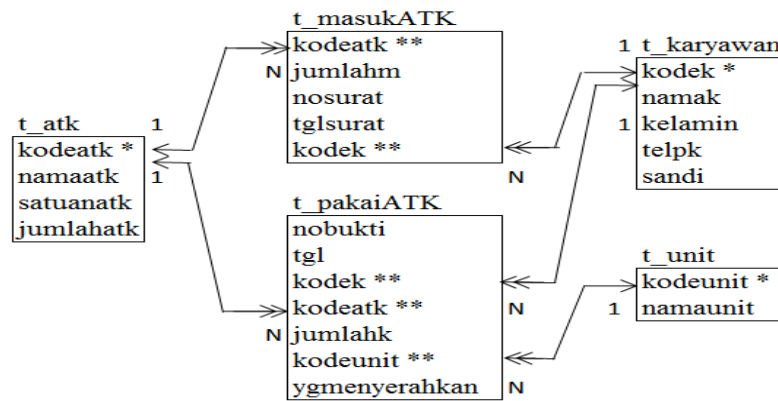 t_masukATK
kodeatk **
N jumlahm
nosurat
tglsurat
kodek **
N
1 t_karyawan
kodek *
namak
1 kelamin
telpk
sandi
t_atk 1
kodeatk *
namaatk 1
satuanatk
jumlahatk
t_pakaiATK
nobukti
tgl
kodek **
kodeatk ** N
N jumlahk
kodeunit **
ygmenyerahkan N
t_unit
kodeunit *
1 namaunit